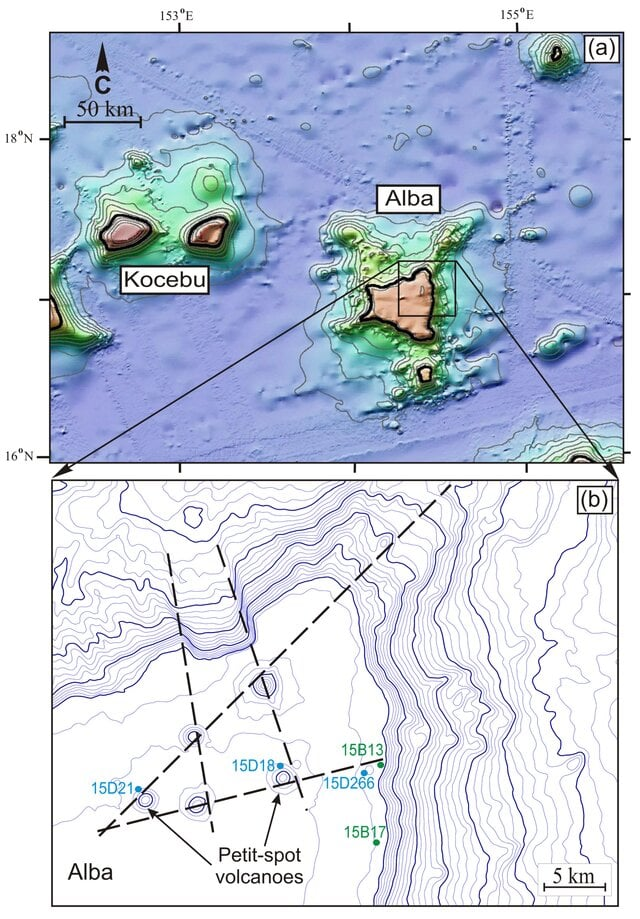 153°E
155°E
(a)
C
50 km
18°N
Alba
Kocebu
16°N
(b)
15B13
15D18
15D266
15D21
15B17
Petit-spot
volcanoes
Alba
5 km